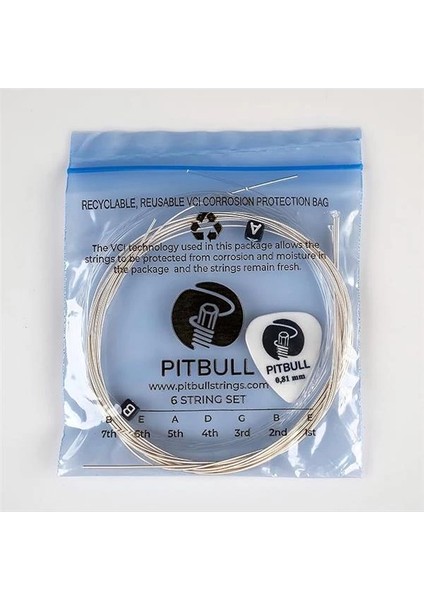 RECYCLABLE, REUSABLE VCI CORROSION PROTECTION BAG
A
The VCI technology used in this package allows the
strings to be protected from corrosion and moisture in
the package and the strings remain fresh.
PITBULL
www.pitbullstrings.com
6 STRING SET
PITBULL
0,81 mm
B
B E A D G B E
7th 6th 5th 4th 3rd 2nd 1st